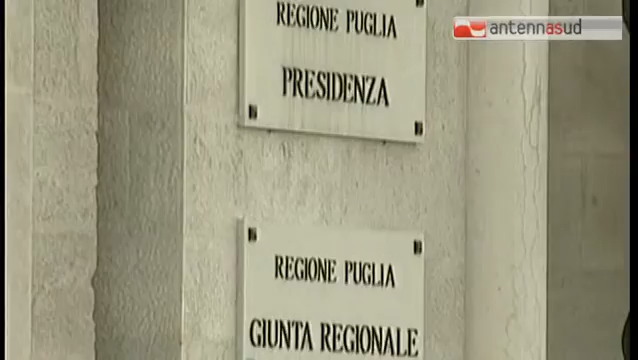 REGIONE PUGLIA
antennasud
PRESIDENZA
REGIONE PUGLIA
GIUNTA REGIONALE